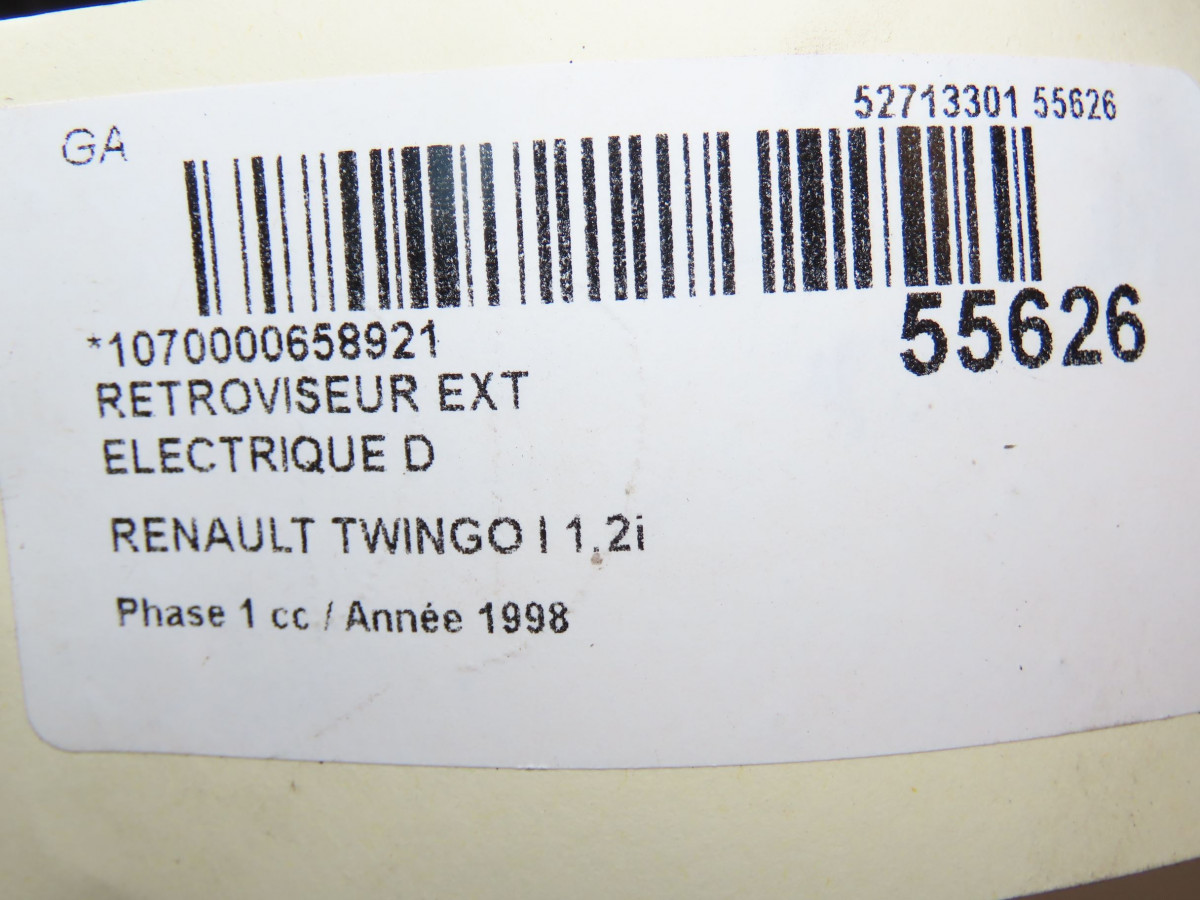 52713301 55626
GA
55626
*1070000658921
RETROVISEUR EXT
ELECTRIQUE D
RENAULT TWINGO I 1.2i
Phase 1 cc / Année 1998